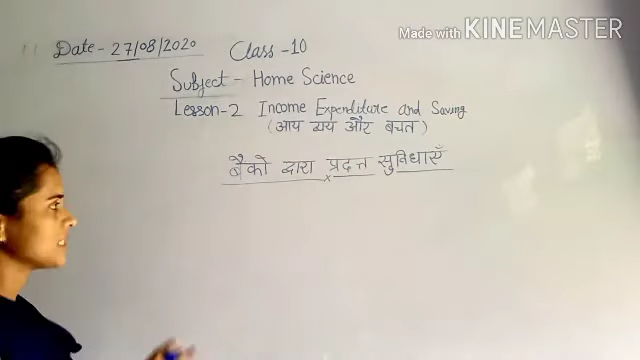 Made with KINEMASTER
Date - 27/08/2020 Class -10
Subject - Home Science
Lesson-2 Income Expenditure and Saving
(आय व्यय और बचत)
बैंको द्वारा प्रदत्त सुविधाएँ